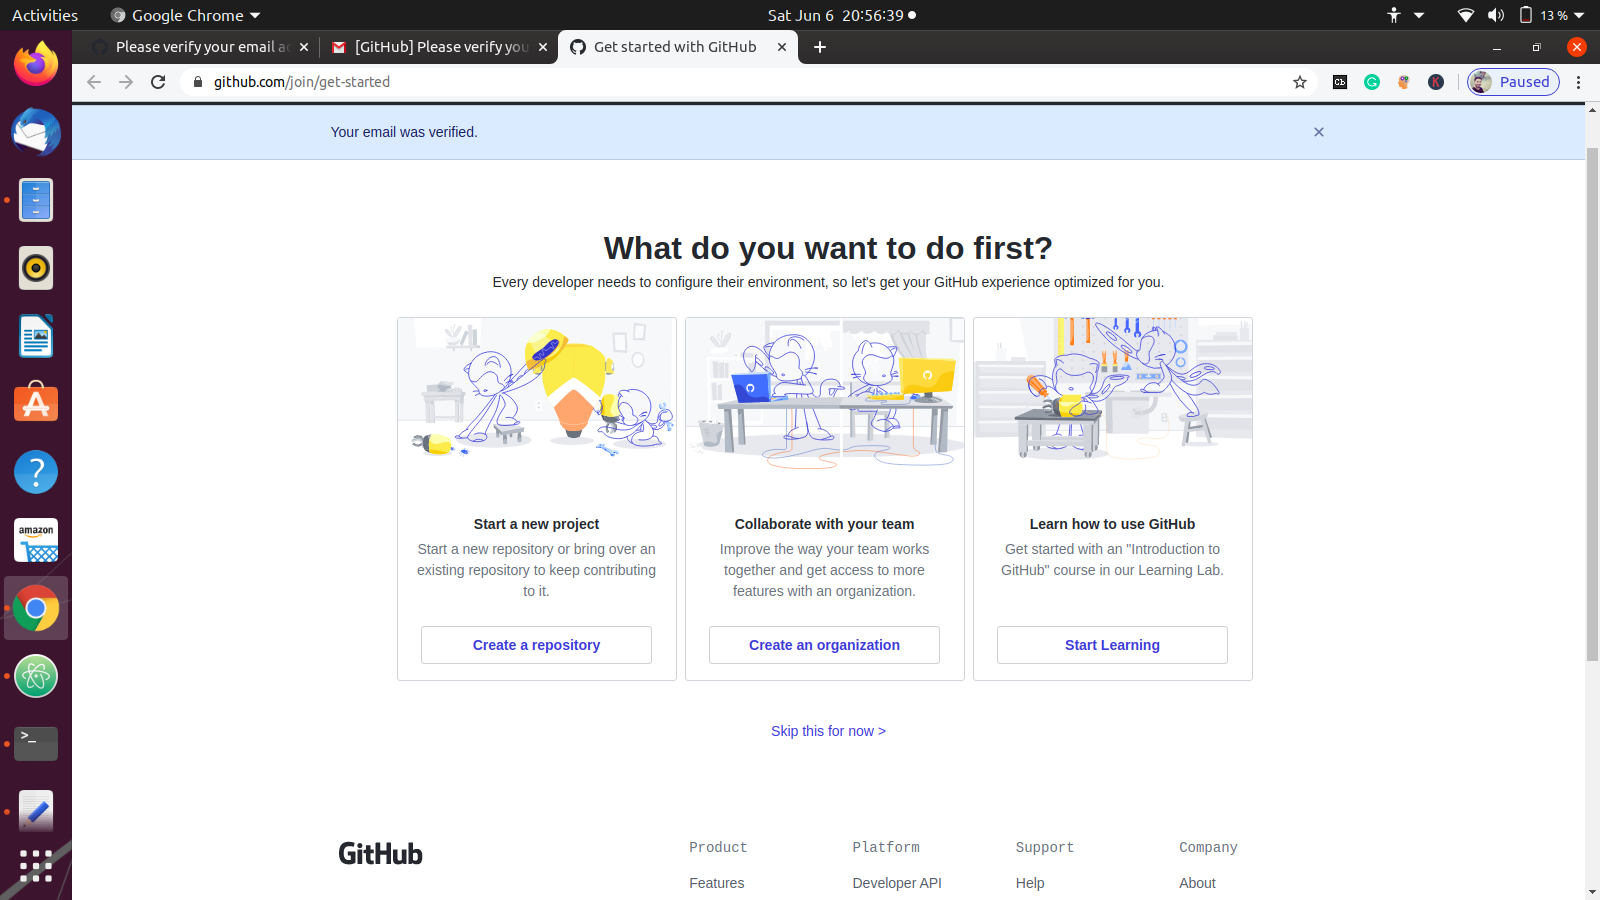 Activities
Google Chrome
Sat Jun 6 20:56:39
13 %
Please verify your email ad
[GitHub] Please verify you
Get started with GitHub
github.com/join/get-started
Paused
Your email was verified.
What do you want to do first?
Every developer needs to configure their environment, so let's get your GitHub experience optimized for you.
Start a new project
Start a new repository or bring over an
existing repository to keep contributing
to it.
Create a repository
Collaborate with your team
Improve the way your team works
together and get access to more
features with an organization.
Create an organization
Learn how to use GitHub
Get started with an "Introduction to
GitHub" course in our Learning Lab.
Start Learning
Skip this for now >
GitHub
Product
Features
Platform
Developer API
Support
Help
Company
About
amazon
>_